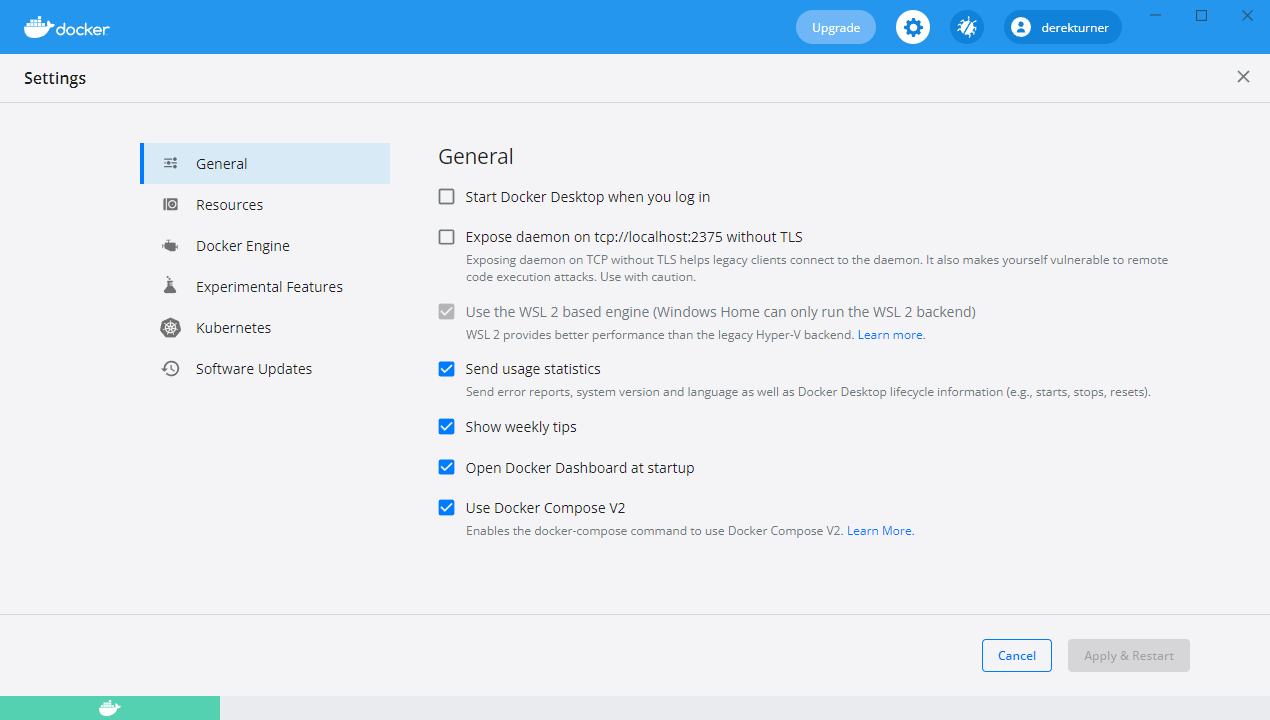 docker
Upgrade
derekturner
Settings
General
Resources
Docker Engine
Experimental Features
Kubernetes
Software Updates
General
Start Docker Desktop when you log in
Expose daemon on tcp://localhost:2375 without TLS
Exposing daemon on TCP without TLS helps legacy clients connect to the daemon. It also makes yourself vulnerable to remote
code execution attacks. Use with caution.
Use the WSL 2 based engine (Windows Home can only run the WSL 2 backend)
WSL 2 provides better performance than the legacy Hyper-V backend. Learn more.
Send usage statistics
Send error reports, system version and language as well as Docker Desktop lifecycle information (e.g., starts, stops, resets).
Show weekly tips
Open Docker Dashboard at startup
Use Docker Compose V2
Enables the docker-compose command to use Docker Compose V2. Learn More.
Cancel
Apply & Restart